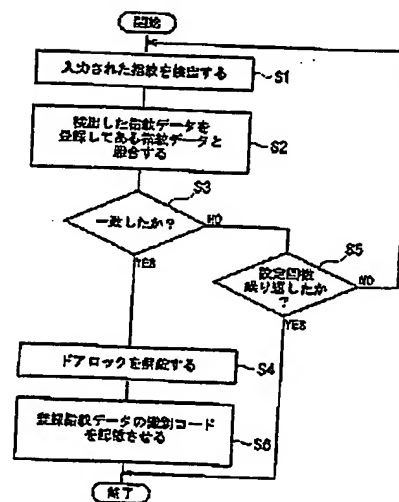 開始
入力された指紋を検出する
S1
検出した指紋データを
登録してある指紋データと
照合する
S2
S3
一致したか?
NO
S5
設定回数
繰り返したか
?
NO
YES
YES
ドアロックを解錠する
S4
登録指紋データの識別コード
を記憶させる
S6
終了